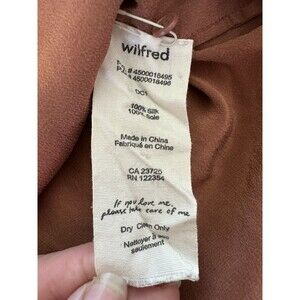 wilfred
# 4500018495
# 4500018496
DC1
100% Silk
100% Soie
Made in China
Fabriqué en Chine
CA 23725
RN 122354
If you love me,
please take care of me
Dry Clean Only
Nettoyer à sec
seulement